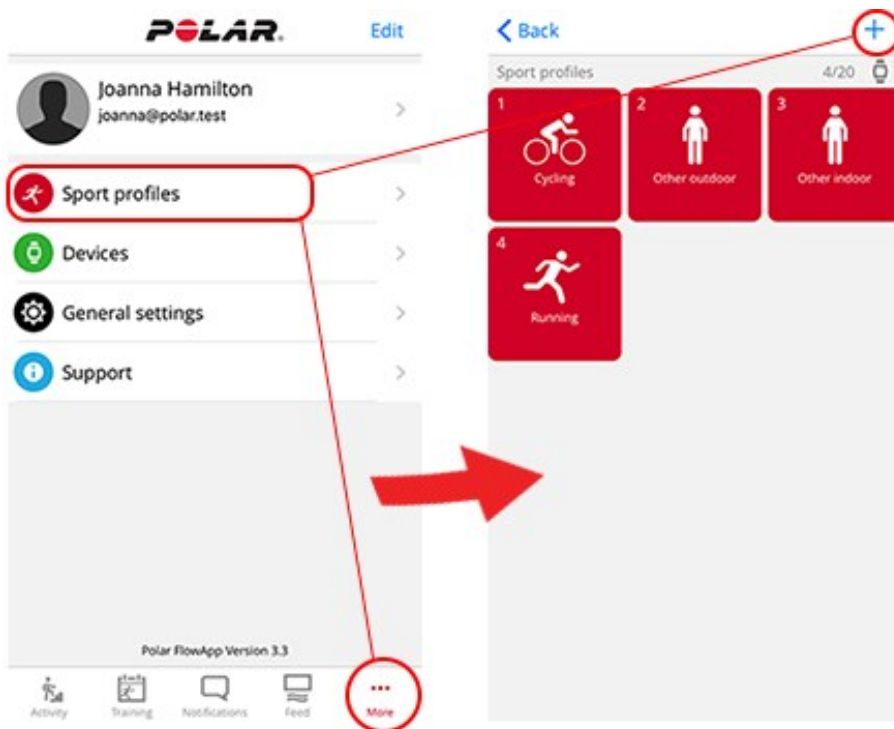 POLAR.
Edit
Joanna Hamilton
joanna@polar.test
Sport profiles
Devices
General settings
Support
Polar FlowApp Version 3.3
Activity
Training
Notifications
Feed
More
Back
Sport profiles
4/20
1
Cycling
2
Other outdoor
3
Other indoor
4
Running